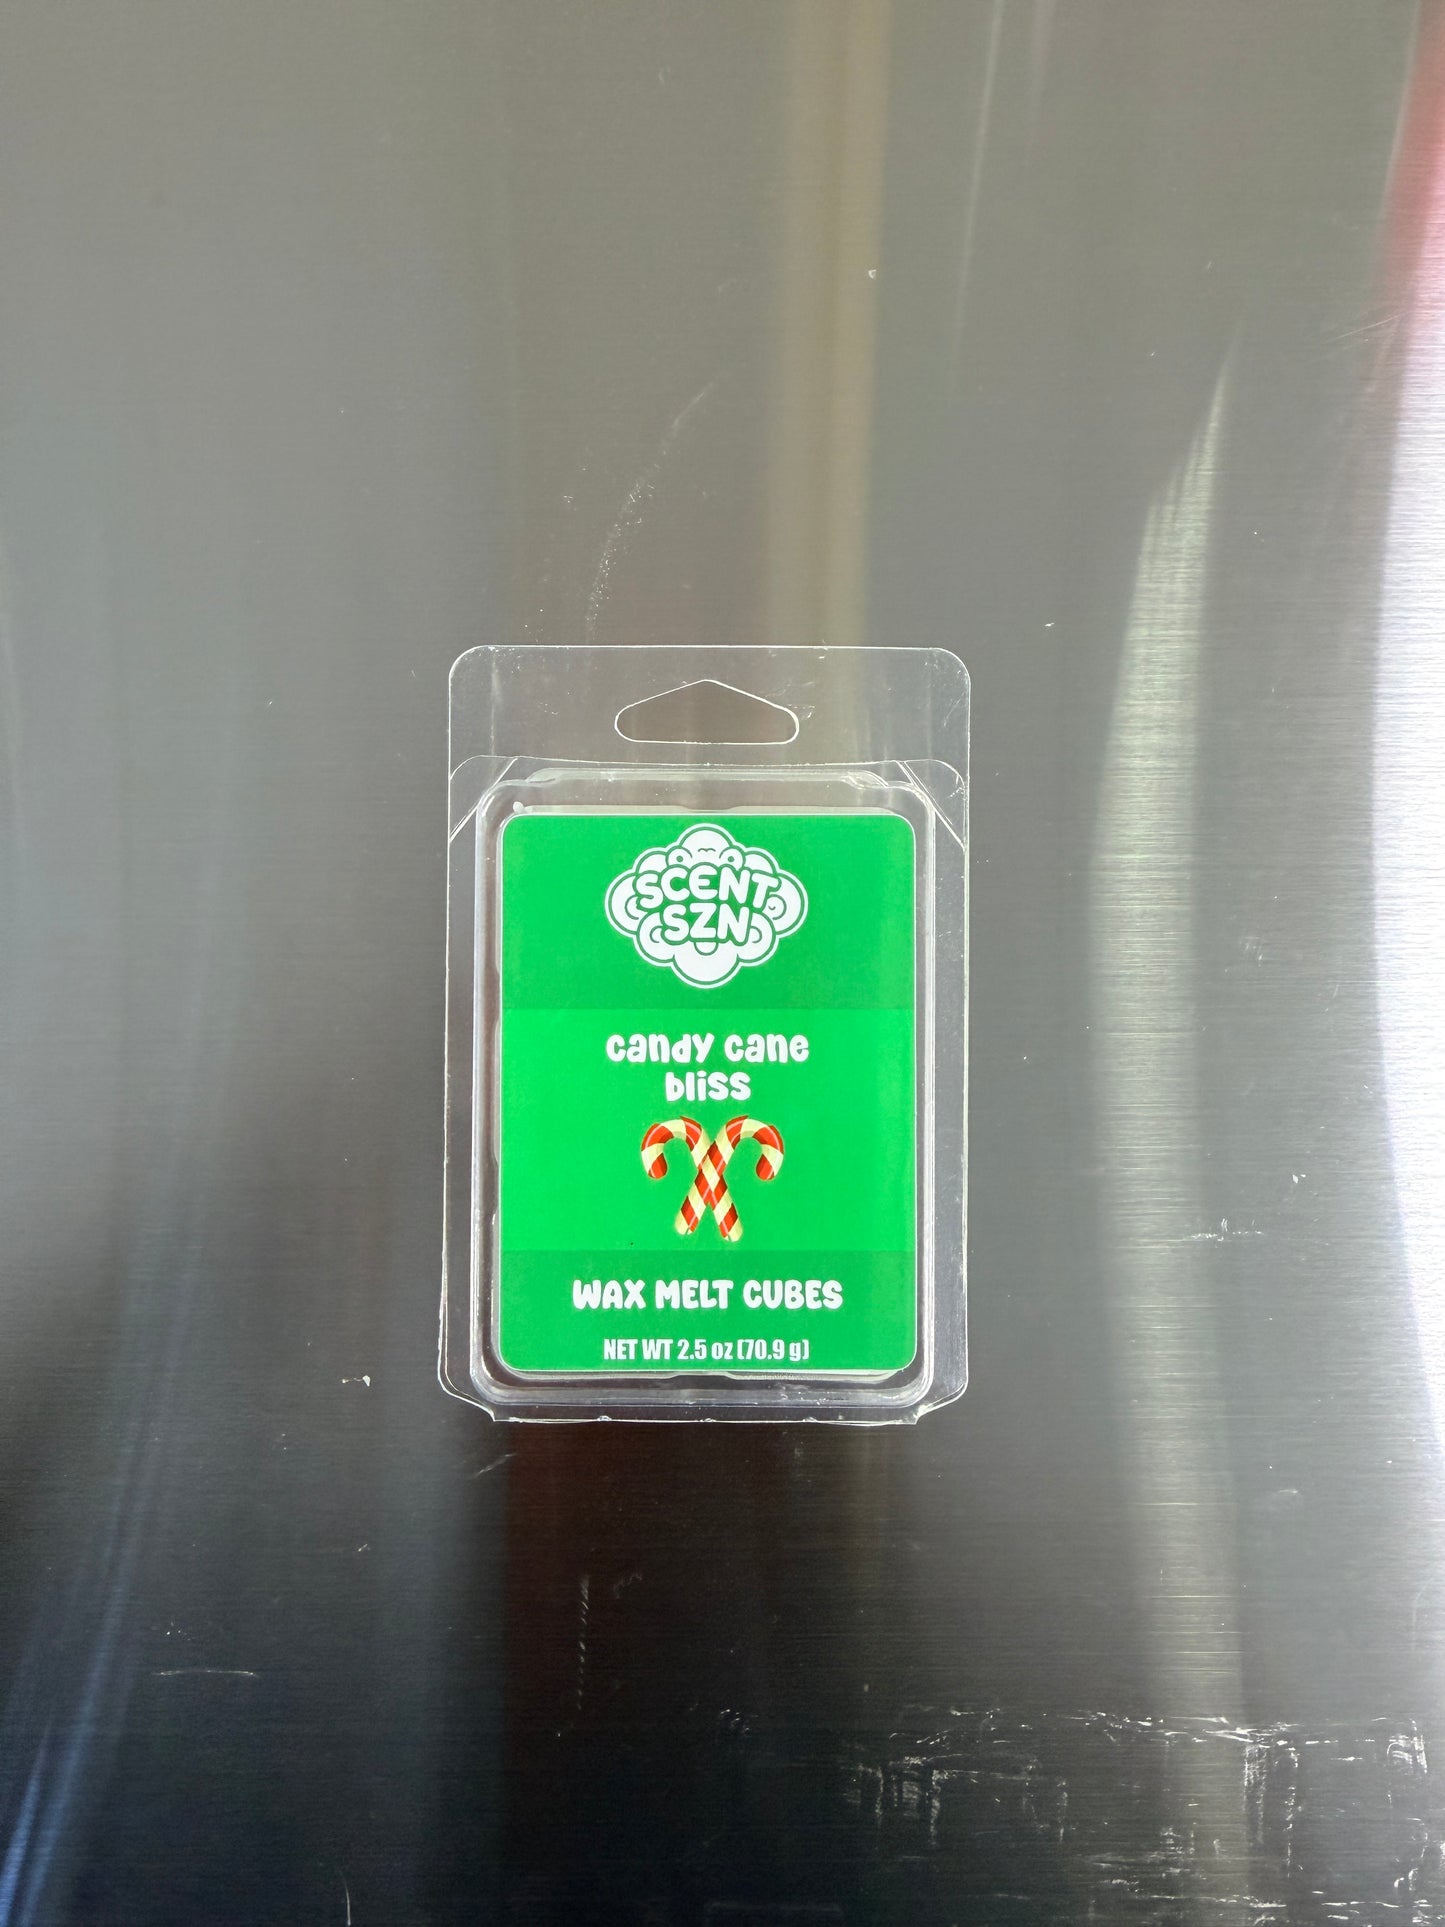 SCENT
SZN
candy cane
bliss
WAX MELT CUBES
NET WT 2.5 oz (70.9 g)